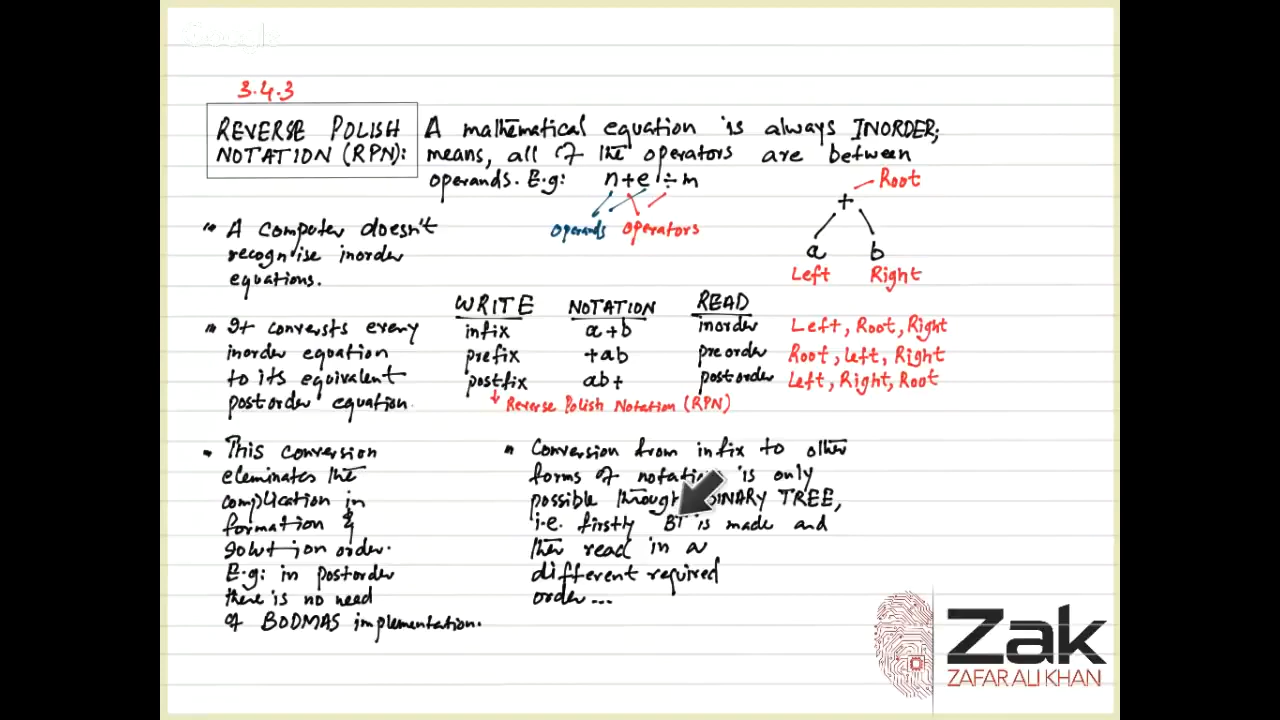 Google
3.4.3
REVERSE POLISH
NOTATION (RPN):
A mathematical equation is always INORDER;
means, all of the operators are between
operands. E.g: n+e÷m
operands operators
+ Root
a b
Left Right
" A computer doesn't
recognise inorder
equations.
" It conversts every
inorder equation
to its equivalent
postorder equation.
WRITE NOTATION READ
infix a+b inorder Left, Root, Right
prefix +ab preorder Root, left, Right
postfix ab+ postorder Left, Right, Root
↓ Reverse Polish Notation (RPN)
" This conversion
eleminates the
complication in
formation &
solution order.
E.g: in postorder
there is no need
of BODMAS implementation.
" Conversion from infix to other
forms of notation is only
possible through BINARY TREE,
i.e. firstly BT is made and
then read in a
different required
order...
Zak
ZAFAR ALI KHAN